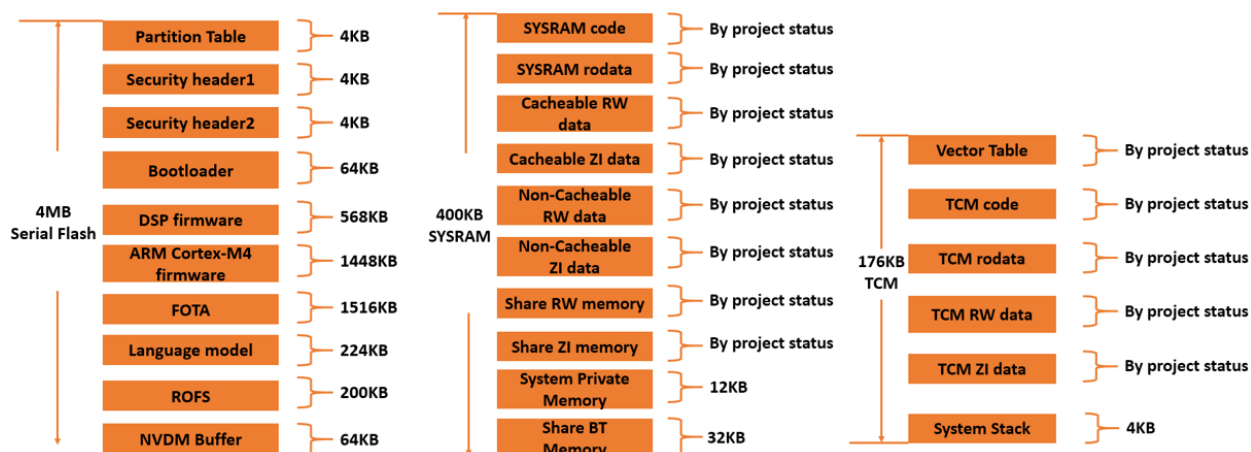 4MB
Serial Flash
Partition Table
4KB
Security header1
4KB
Security header2
4KB
Bootloader
64KB
DSP firmware
568KB
ARM Cortex-M4
firmware
1448KB
FOTA
1516KB
Language model
224KB
ROFS
200KB
NVDM Buffer
64KB
400KB
SYSRAM
SYSRAM code
By project status
SYSRAM rodata
By project status
Cacheable RW
data
By project status
Cacheable ZI data
By project status
Non-Cacheable
RW data
By project status
Non-Cacheable
ZI data
By project status
Share RW memory
By project status
Share ZI memory
By project status
System Private
Memory
12KB
Share BT
Memory
32KB
176KB
TCM
Vector Table
By project status
TCM code
By project status
TCM rodata
By project status
TCM RW data
By project status
TCM ZI data
By project status
System Stack
4KB